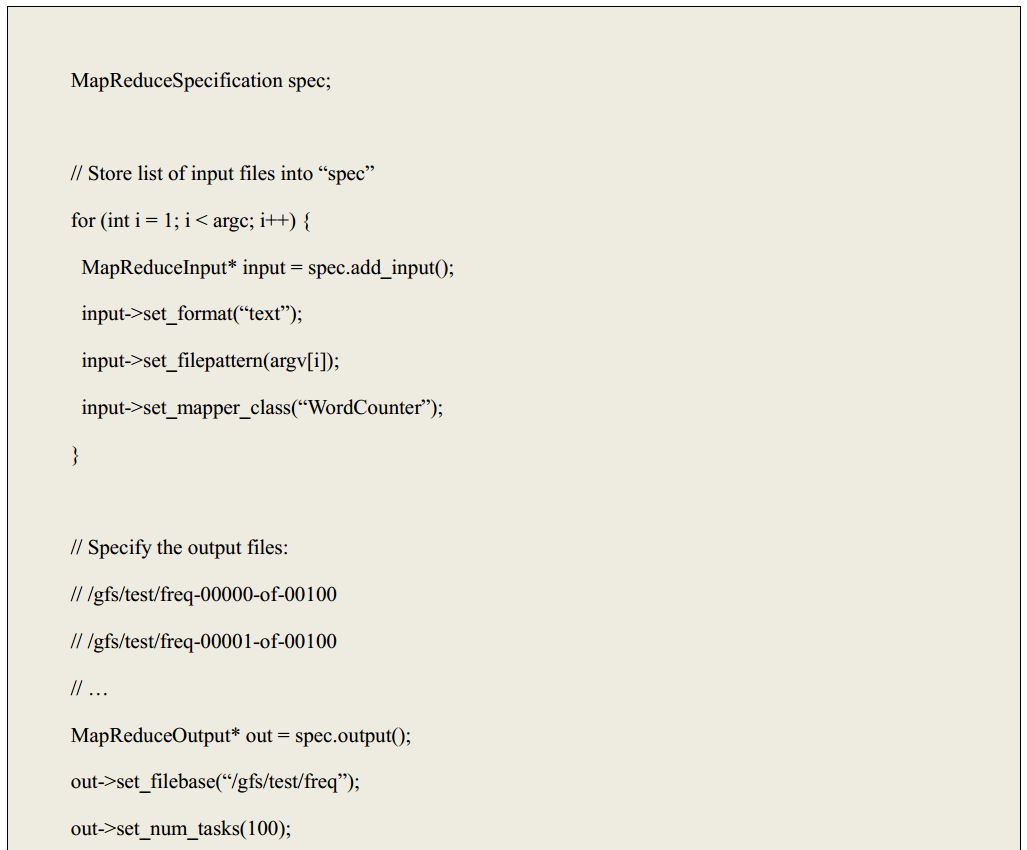 MapReduceSpecification spec;
// Store list of input files into “spec”
for (int i = 1; i < argc; i++) {
MapReduceInput* input = spec.add_input();
input->set_format(“text”);
input->set_filepattern(argv[i]);
input->set_mapper_class(“WordCounter”);
}
// Specify the output files:
// /gfs/test/freq-00000-of-00100
// /gfs/test/freq-00001-of-00100
// …
MapReduceOutput* out = spec.output();
out->set_filebase(“/gfs/test/freq”);
out->set_num_tasks(100);